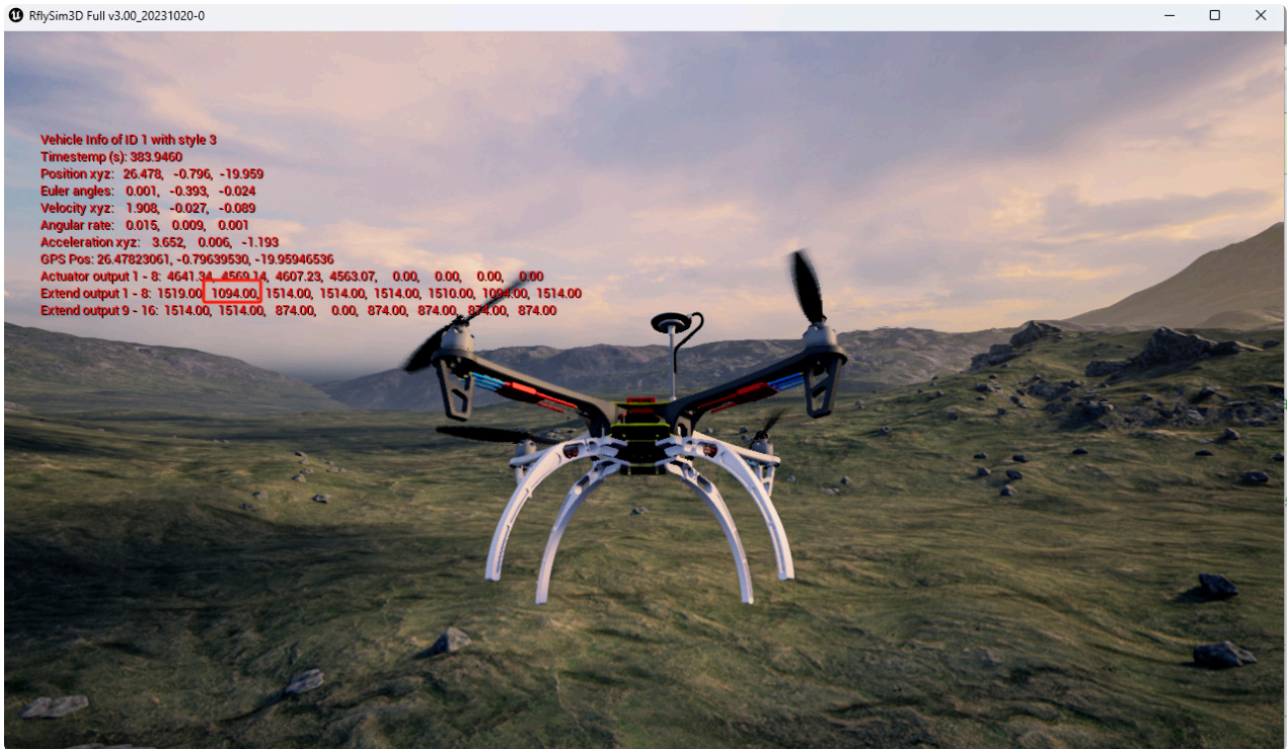 RflySim3D Full v3.00_20231020-0
Vehicle Info of ID 1 with style 3
Timestemp (s): 383.9460
Position xyz: 26.478, -0.796, -19.959
Euler angles: 0.001, -0.393, -0.024
Velocity xyz: 1.908, -0.027, -0.089
Angular rate: 0.015, 0.009, 0.001
Acceleration xyz: 3.652, 0.006, -1.193
GPS Pos: 26.47823061, -0.79639530, -19.95946536
Actuator output 1 - 8: 4641.34, 4569.14, 4607.23, 4563.07, 0.00, 0.00, 0.00, 0.00
Extend output 1 - 8: 1519.00, 1094.00, 1514.00, 1514.00, 1514.00, 1510.00, 1094.00, 1514.00
Extend output 9 - 16: 1514.00, 1514.00, 874.00, 0.00, 874.00, 874.00, 874.00, 874.00